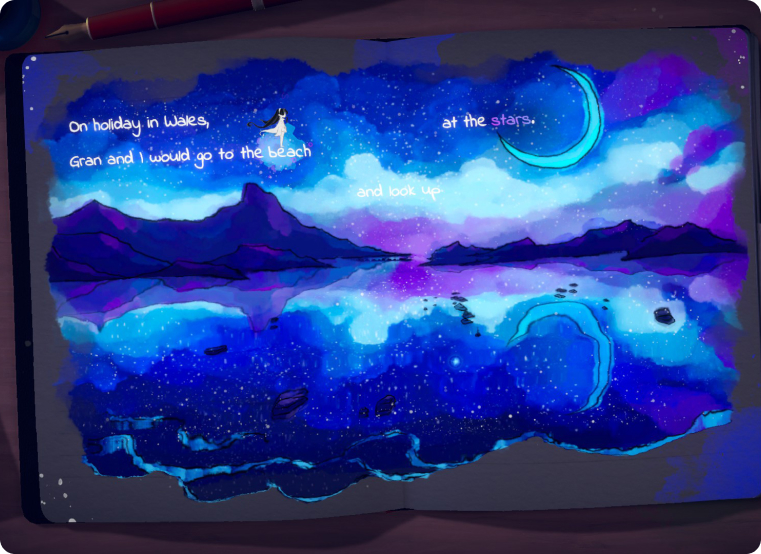 On holiday in Wales,
Gran and I would go to the beach
and look up
at the stars.